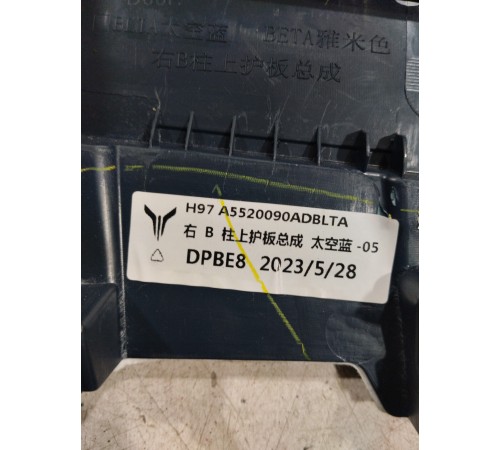 太空蓝 BETA雅米色
右B柱上护板总成
H97 A5520090ADBLTA
右 B 柱上护板总成 太空蓝 -05
DPBE8 2023/5/28